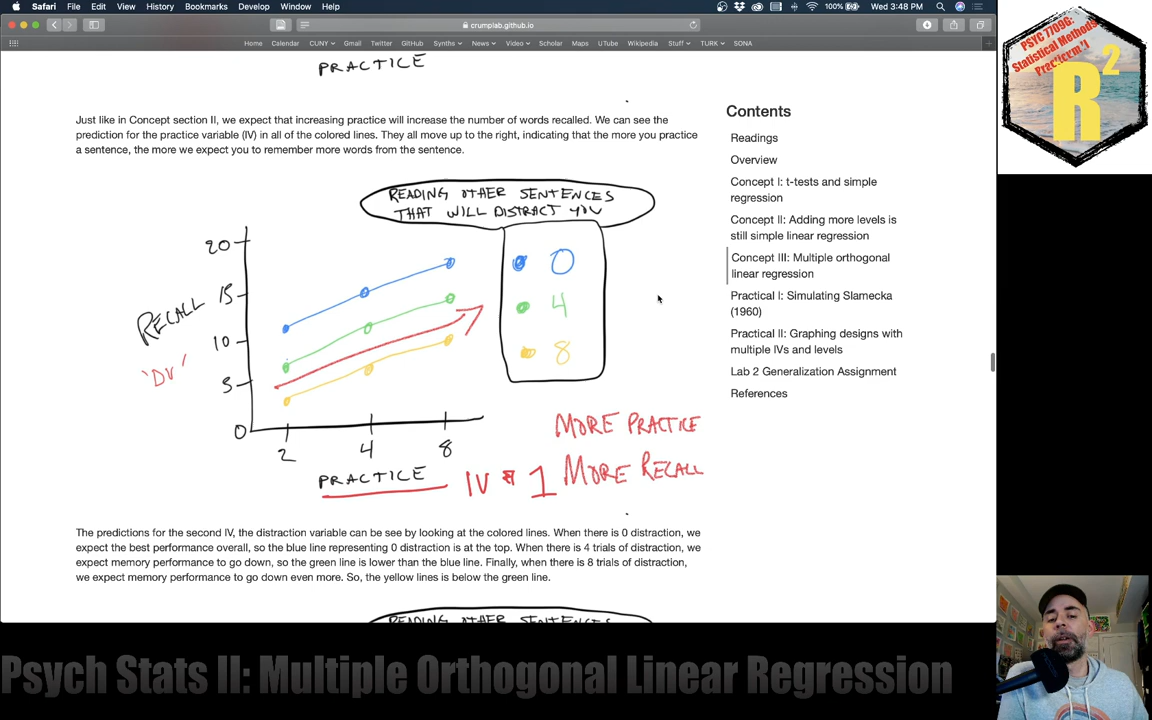 Safari File Edit View History Bookmarks Develop Window Help
100% Wed 3:48 PM
crumplab.github.io
Home Calendar CUNY Gmail Twitter GitHub Synths News Video Scholar Maps UTube Wikipedia Stuff TURK SONA
PRACTICE
Just like in Concept section II, we expect that increasing practice will increase the number of words recalled. We can see the
prediction for the practice variable (IV) in all of the colored lines. They all move up to the right, indicating that the more you practice
a sentence, the more we expect you to remember more words from the sentence.
READING OTHER SENTENCES
THAT WILL DISTRACT YOU
20
15
10
5
0
RECALL
'DV'
0
4
8
2 4 8
PRACTICE
IV 1
MORE PRACTICE
MORE RECALL
The predictions for the second IV, the distraction variable can be see by looking at the colored lines. When there is 0 distraction, we
expect the best performance overall, so the blue line representing 0 distraction is at the top. When there is 4 trials of distraction, we
expect memory performance to go down, so the green line is lower than the blue line. Finally, when there is 8 trials of distraction,
we expect memory performance to go down even more. So, the yellow lines is below the green line.
READING OTHER SENTENCES
Contents
Readings
Overview
Concept I: t-tests and simple
regression
Concept II: Adding more levels is
still simple linear regression
Concept III: Multiple orthogonal
linear regression
Practical I: Simulating Slamecka
(1960)
Practical II: Graphing designs with
multiple IVs and levels
Lab 2 Generalization Assignment
References
PSYC 7709G:
Statistical Methods
Practicum I
R2
Psych Stats II: Multiple Orthogonal Linear Regression